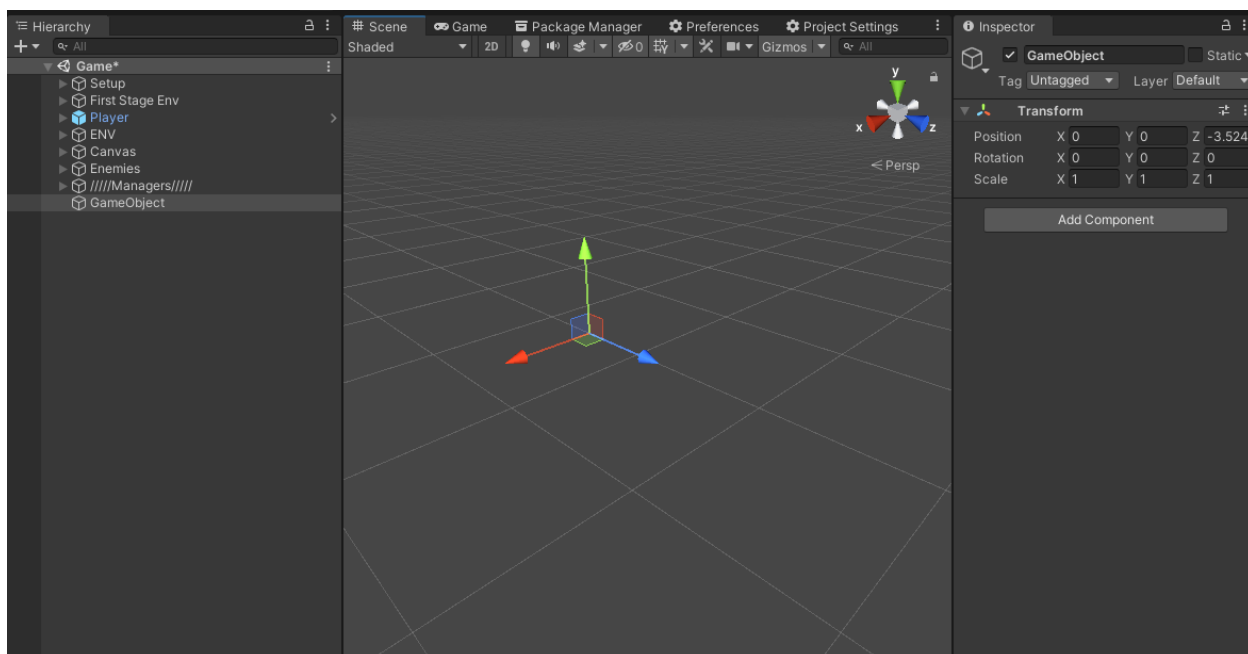 Hierarchy
All
Game*
Setup
First Stage Env
Player
ENV
Canvas
Enemies
/////Managers/////
GameObject
Scene Game Package Manager Preferences Project Settings
Shaded 2D 0 Gizmos All
y
x z
Persp
Inspector
GameObject Static
Tag Untagged Layer Default
Transform
Position X 0 Y 0 Z -3.524
Rotation X 0 Y 0 Z 0
Scale X 1 Y 1 Z 1
Add Component